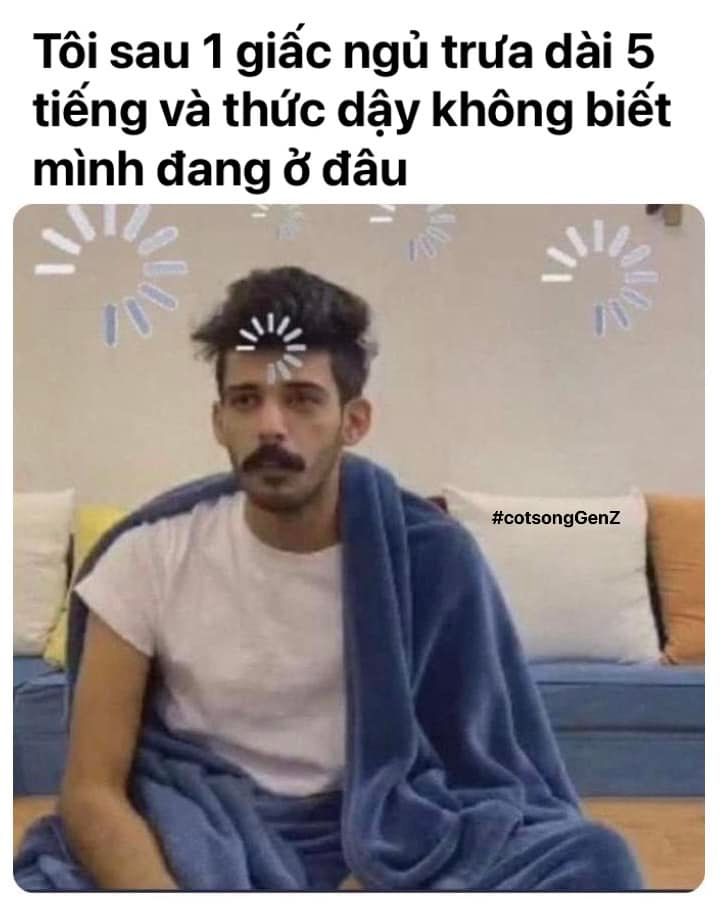 Tôi sau 1 giấc ngủ trưa dài 5
tiếng và thức dậy không biết
mình đang ở đâu
#cotsongGenZ